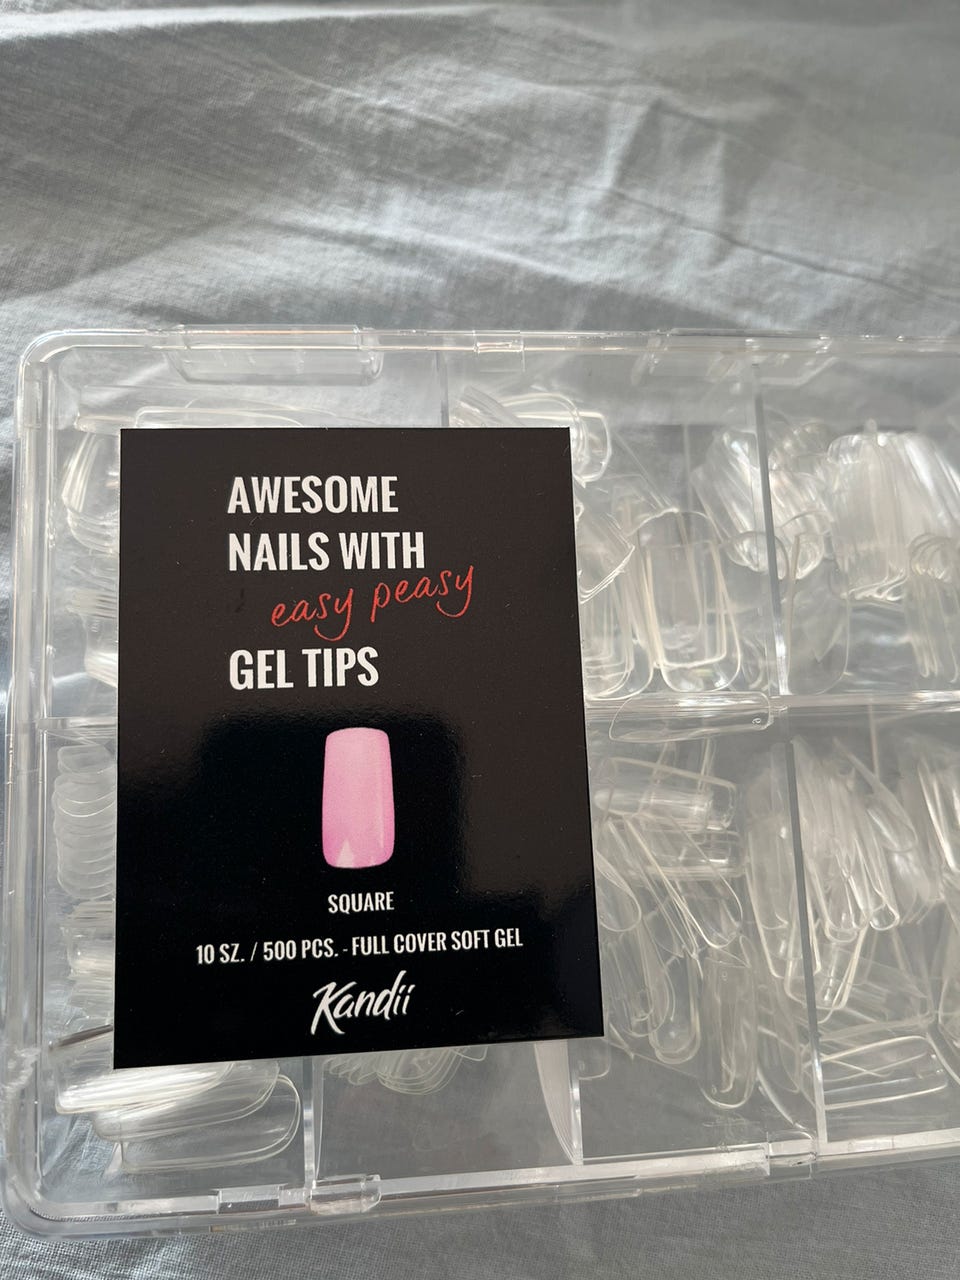 AWESOME
NAILS WITH
easy peasy
GEL TIPS
SQUARE
10 SZ. / 500 PCS. - FULL COVER SOFT GEL
Kandii